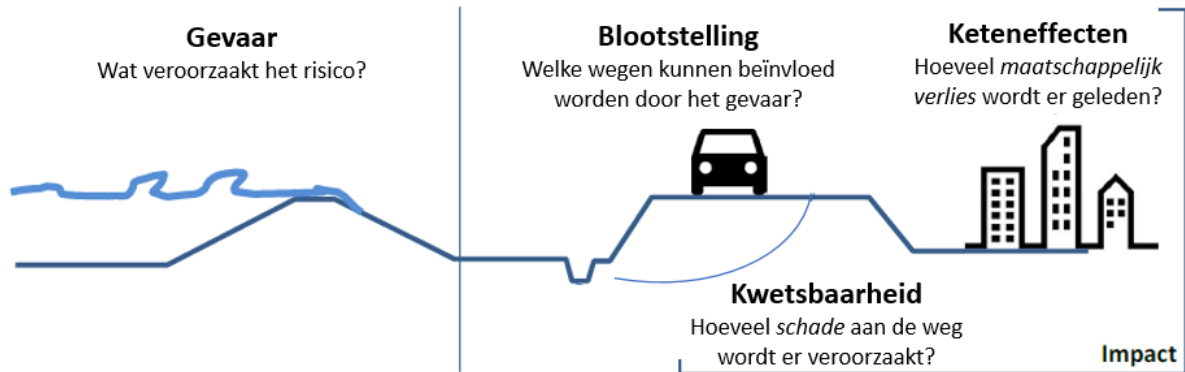 Gevaar
Wat veroorzaakt het risico?
Blootstelling
Welke wegen kunnen beïnvloed
worden door het gevaar?
Keteneffecten
Hoeveel maatschappelijk
verlies wordt er geleden?
Kwetsbaarheid
Hoeveel schade aan de weg
wordt er veroorzaakt?
Impact